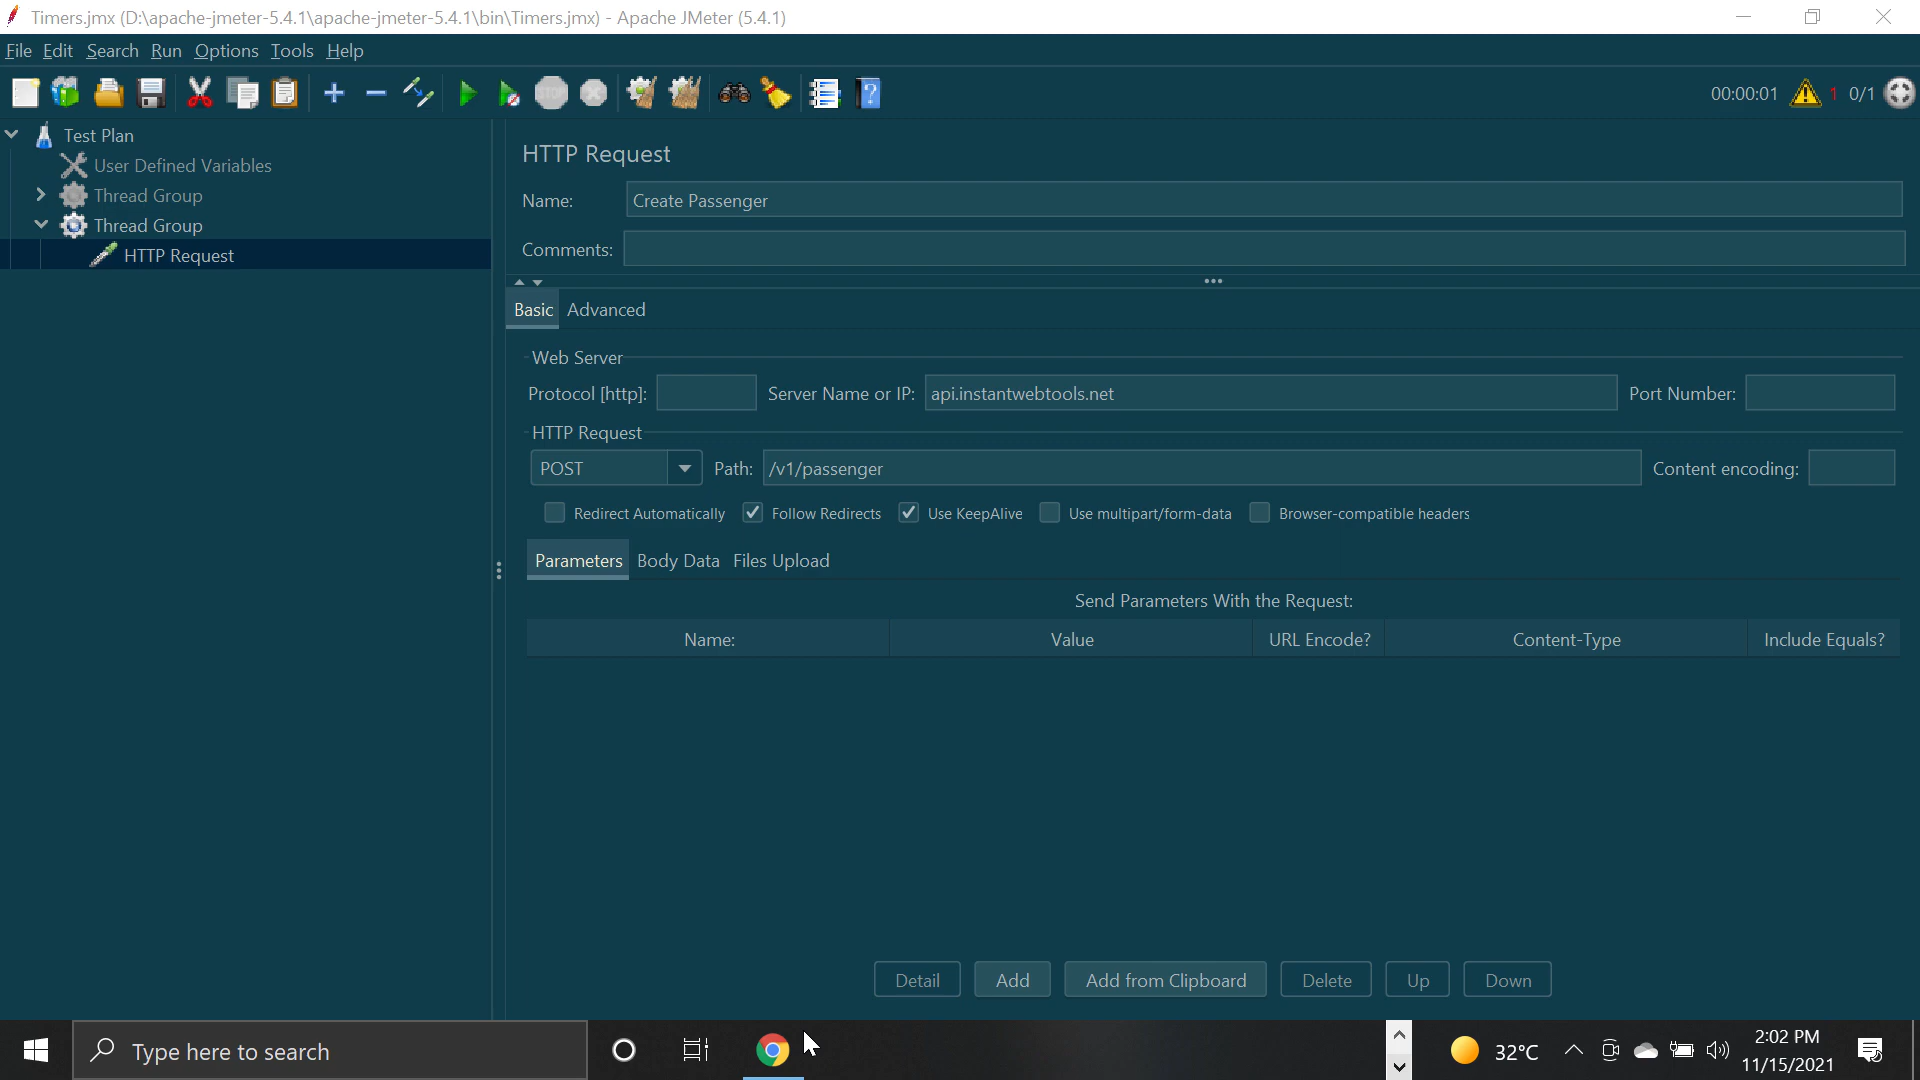 Timers.jmx (D:\apache-jmeter-5.4.1\apache-jmeter-5.4.1\bin\Timers.jmx) - Apache JMeter (5.4.1)
File Edit Search Run Options Tools Help
STOP
00:00:01 1 0/1
Test Plan
User Defined Variables
Thread Group
Thread Group
HTTP Request
HTTP Request
Name: Create Passenger
Comments:
Basic Advanced
Web Server
Protocol [http]: Server Name or IP: api.instantwebtools.net Port Number:
HTTP Request
POST Path: /v1/passenger Content encoding:
Redirect Automatically Follow Redirects Use KeepAlive Use multipart/form-data Browser-compatible headers
Parameters Body Data Files Upload
Send Parameters With the Request:
Name: Value URL Encode? Content-Type Include Equals?
Detail Add Add from Clipboard Delete Up Down
Type here to search
32°C
2:02 PM
11/15/2021